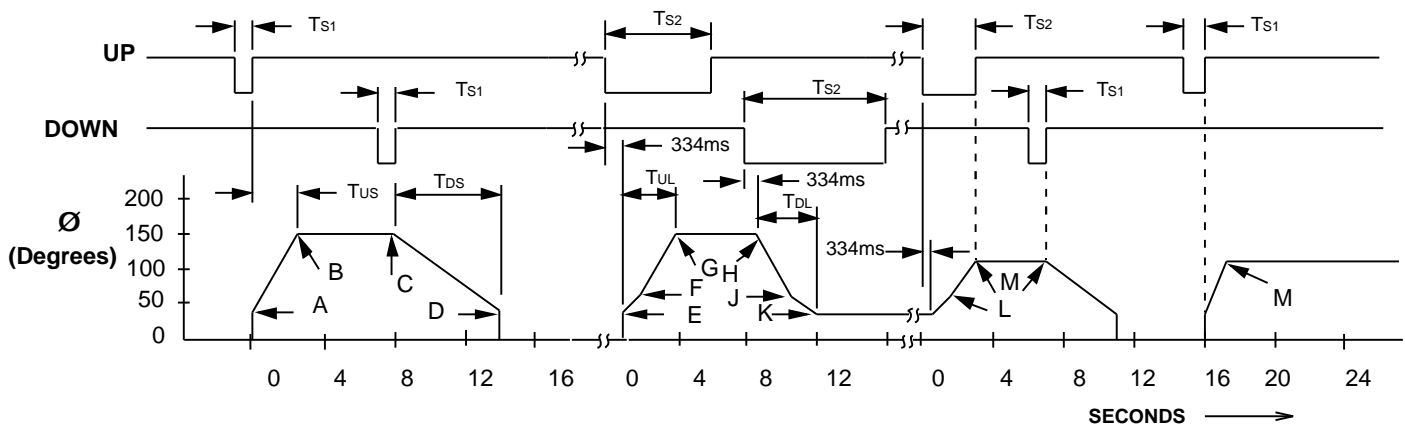 TS1 TS2 TS2 TS1
UP
TS1 TS2 TS1
DOWN
334ms 334ms
TUS TDS TUL TDL
334ms
Ø
(Degrees)
200
150
100
50
0
A B C D
E F G H J K
L M M
0 4 8 12 16 0 4 8 12 0 4 8 12 16 20 24
SECONDS